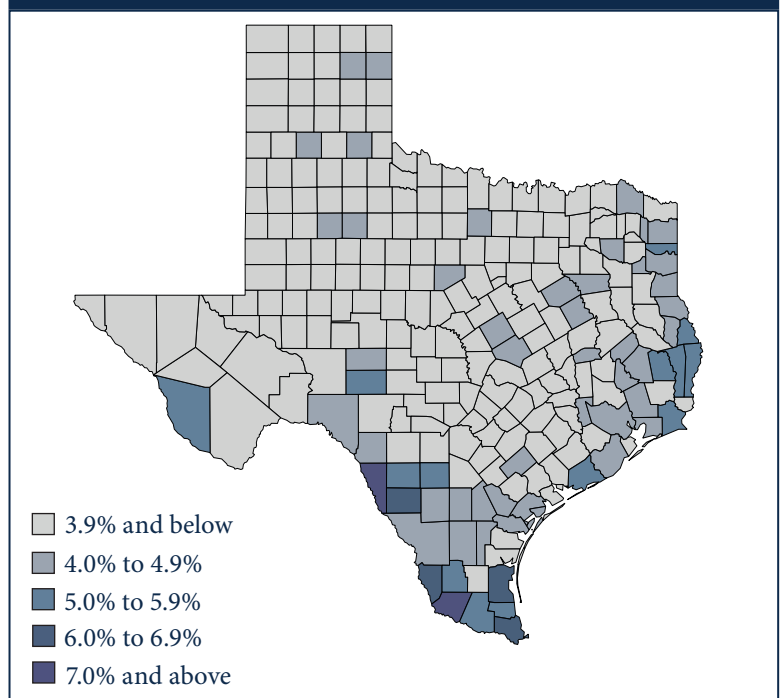 3.9% and below
4.0% to 4.9%
5.0% to 5.9%
6.0% to 6.9%
7.0% and above